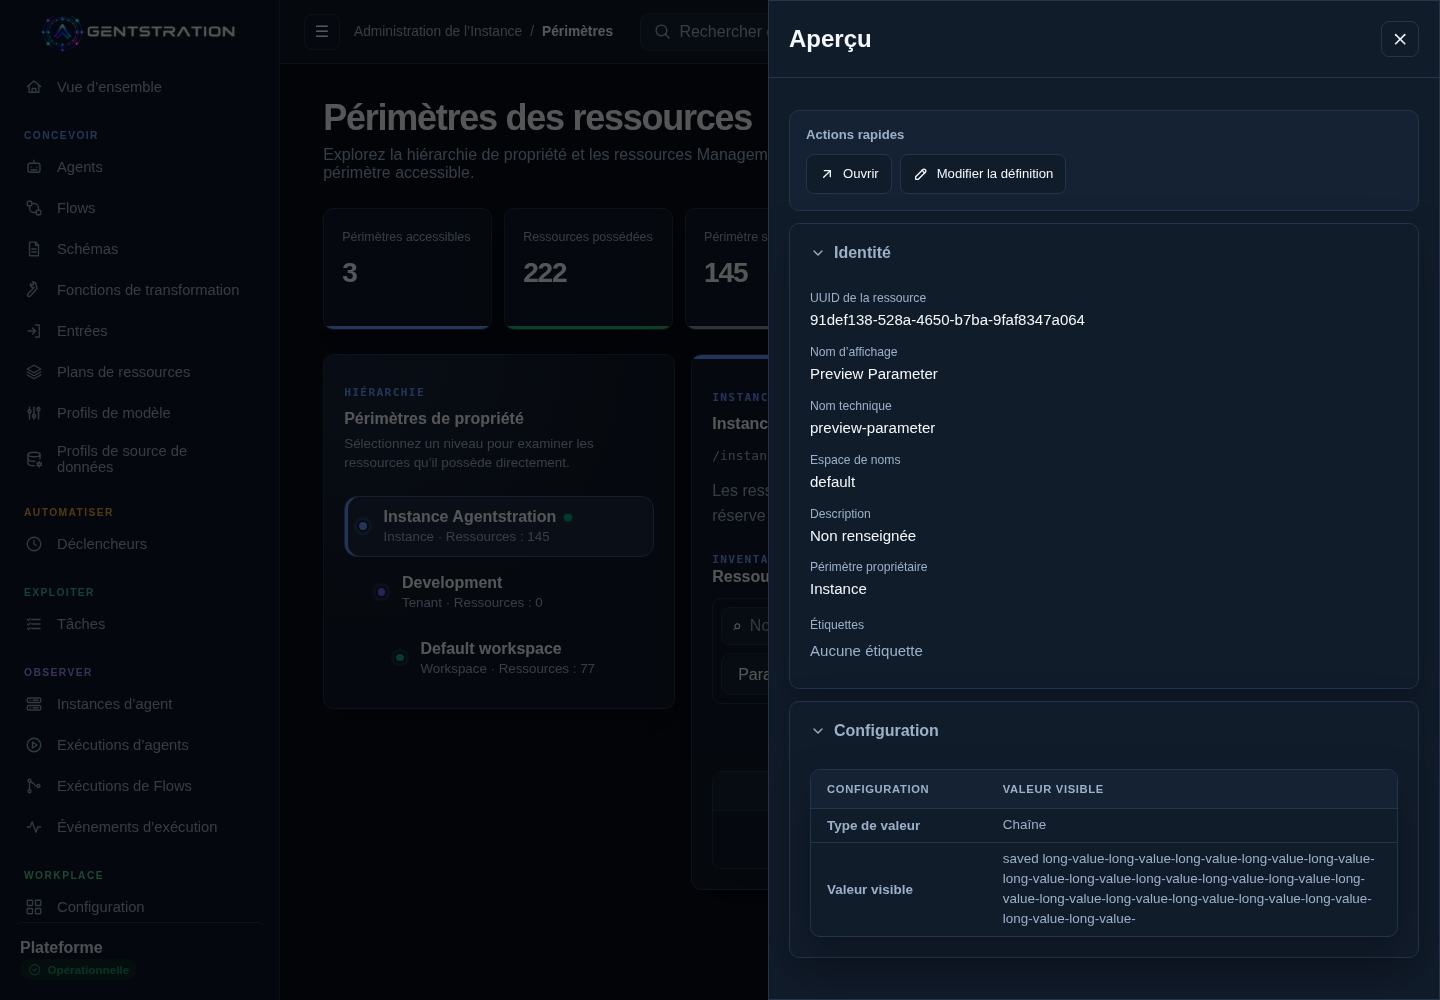 GENTSTRATION
Vue d’ensemble
CONCEVOIR
Agents
Flows
Schémas
Fonctions de transformation
Entrées
Plans de ressources
Profils de modèle
Profils de source de
données
AUTOMATISER
Déclencheurs
EXPLOITER
Tâches
OBSERVER
Instances d’agent
Exécutions d’agents
Exécutions de Flows
Événements d’exécution
WORKPLACE
Configuration
Plateforme
Opérationnelle
Administration de l’Instance / Périmètres
Rechercher
Périmètres des ressources
Explorez la hiérarchie de propriété et les ressources Managem
périmètre accessible.
Périmètres accessibles
3
Ressources possédées
222
Périmètre s
145
HIÉRARCHIE
Périmètres de propriété
Sélectionnez un niveau pour examiner les
ressources qu’il possède directement.
Instance Agentstration
Instance · Ressources : 145
Development
Tenant · Ressources : 0
Default workspace
Workspace · Ressources : 77
INSTANC
Instanc
/instan
Les ress
réserve
INVENTA
Ressou
No
Para
Aperçu
Actions rapides
Ouvrir
Modifier la définition
Identité
UUID de la ressource
91def138-528a-4650-b7ba-9faf8347a064
Nom d’affichage
Preview Parameter
Nom technique
preview-parameter
Espace de noms
default
Description
Non renseignée
Périmètre propriétaire
Instance
Étiquettes
Aucune étiquette
Configuration
CONFIGURATION VALEUR VISIBLE
Type de valeur Chaîne
Valeur visible
saved long-value-long-value-long-value-long-value-long-value-
long-value-long-value-long-value-long-value-long-value-long-
value-long-value-long-value-long-value-long-value-long-value-
long-value-long-value-